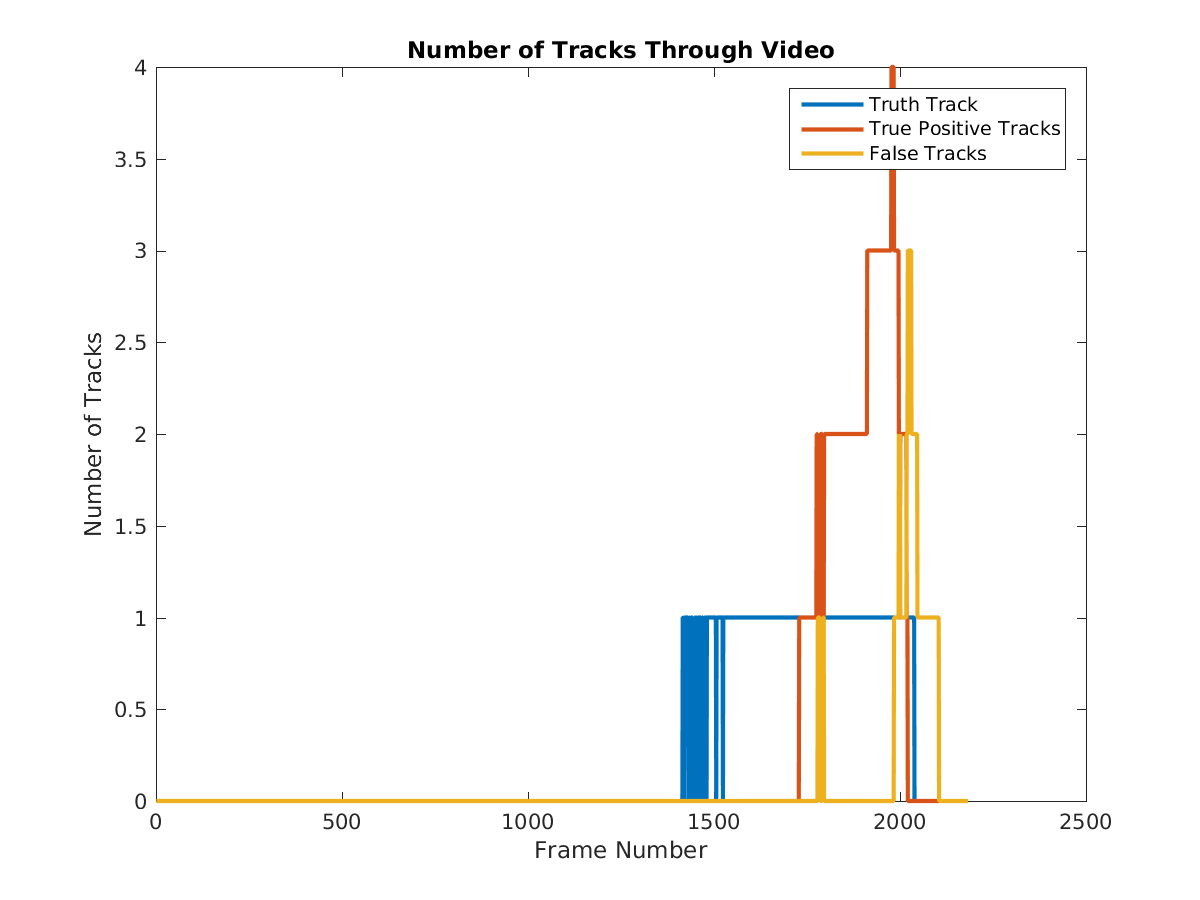 Number of Tracks Through Video
4
3.5
3
2.5
2
1.5
1
0.5
0
Number of Tracks
Truth Track
True Positive Tracks
False Tracks
0 500 1000 1500 2000 2500
Frame Number